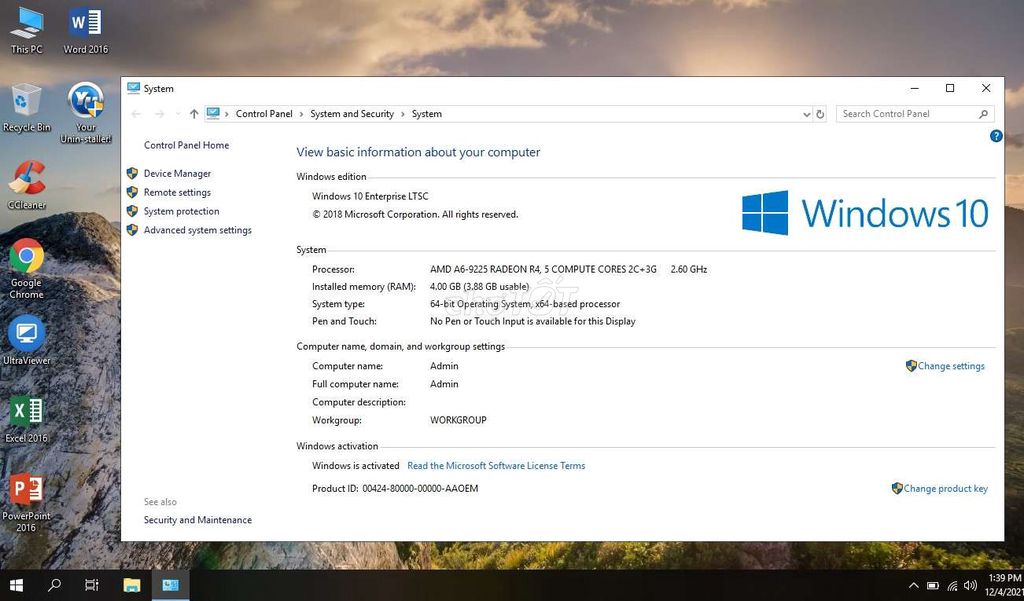 This PC
Word 2016
Recycle Bin
Your
Unin-staller!
CCleaner
Google
Chrome
UltraViewer
Excel 2016
PowerPoint
2016
System
Control Panel
System and Security
System
Search Control Panel
Control Panel Home
Device Manager
Remote settings
System protection
Advanced system settings
See also
Security and Maintenance
View basic information about your computer
Windows edition
Windows 10 Enterprise LTSC
© 2018 Microsoft Corporation. All rights reserved.
Windows 10
System
Processor: AMD A6-9225 RADEON R4, 5 COMPUTE CORES 2C+3G 2.60 GHz
Installed memory (RAM): 4.00 GB (3.88 GB usable)
System type: 64-bit Operating System, x64-based processor
Pen and Touch: No Pen or Touch Input is available for this Display
chợTỐT
Computer name, domain, and workgroup settings
Computer name: Admin
Change settings
Full computer name: Admin
Computer description:
Workgroup: WORKGROUP
Windows activation
Windows is activated Read the Microsoft Software License Terms
Product ID: 00424-80000-00000-AAOEM
Change product key
1:39 PM
12/4/2021